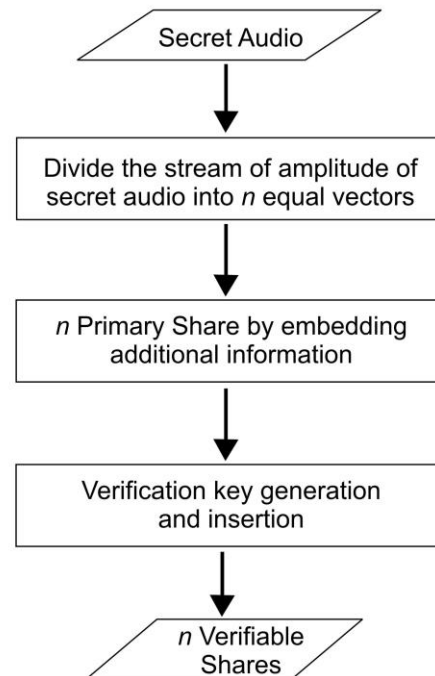 Secret Audio
Divide the stream of amplitude of
secret audio into n equal vectors
n Primary Share by embedding
additional information
Verification key generation
and insertion
n Verifiable
Shares